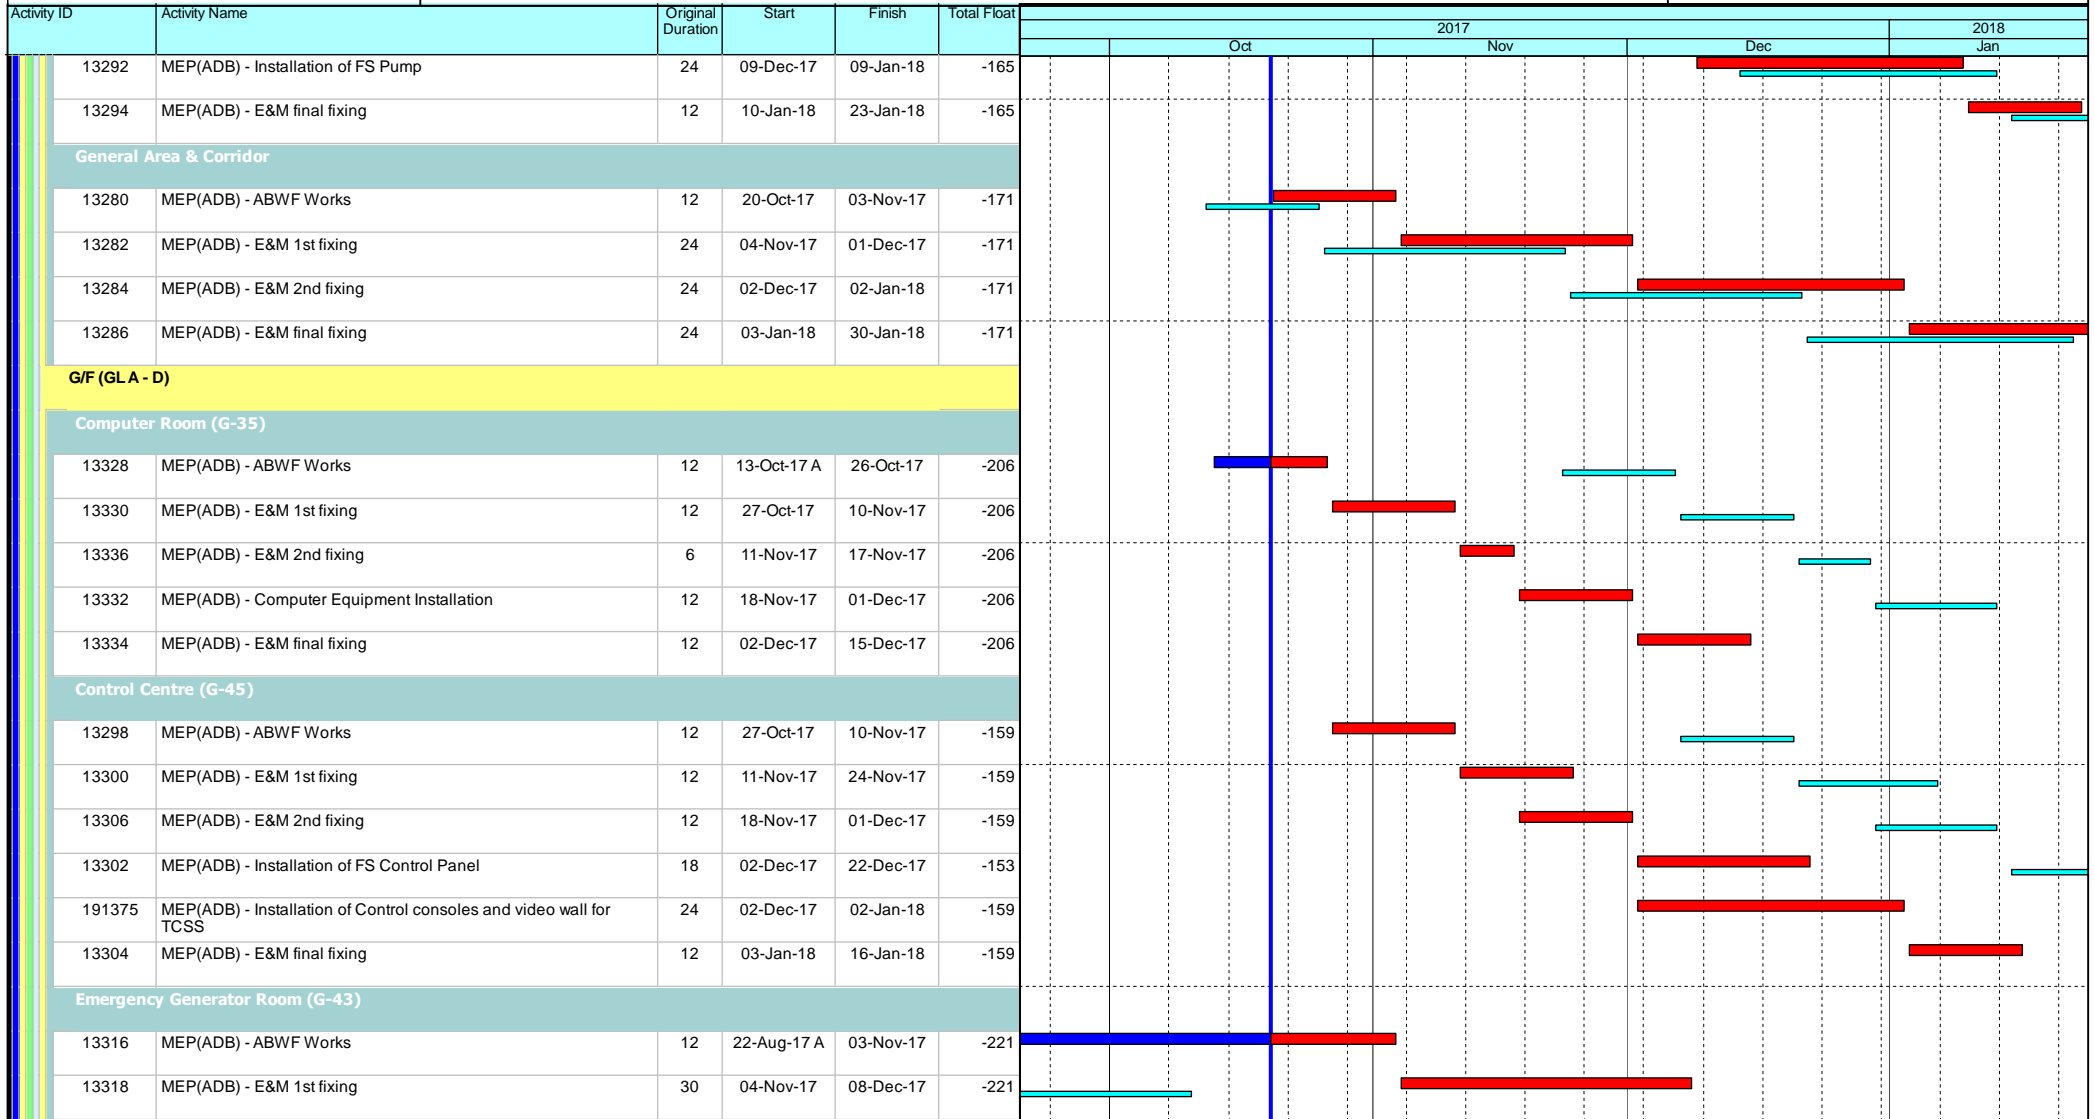 Activity ID Activity Name Original Duration Start Finish Total Float
2017 2018
Oct Nov Dec Jan
13292 MEP(ADB) - Installation of FS Pump 24 09-Dec-17 09-Jan-18 -165
13294 MEP(ADB) - E&M final fixing 12 10-Jan-18 23-Jan-18 -165
General Area & Corridor
13280 MEP(ADB) - ABWF Works 12 20-Oct-17 03-Nov-17 -171
13282 MEP(ADB) - E&M 1st fixing 24 04-Nov-17 01-Dec-17 -171
13284 MEP(ADB) - E&M 2nd fixing 24 02-Dec-17 02-Jan-18 -171
13286 MEP(ADB) - E&M final fixing 24 03-Jan-18 30-Jan-18 -171
G/F (GL A - D)
Computer Room (G-35)
13328 MEP(ADB) - ABWF Works 12 13-Oct-17 A 26-Oct-17 -206
13330 MEP(ADB) - E&M 1st fixing 12 27-Oct-17 10-Nov-17 -206
13336 MEP(ADB) - E&M 2nd fixing 6 11-Nov-17 17-Nov-17 -206
13332 MEP(ADB) - Computer Equipment Installation 12 18-Nov-17 01-Dec-17 -206
13334 MEP(ADB) - E&M final fixing 12 02-Dec-17 15-Dec-17 -206
Control Centre (G-45)
13298 MEP(ADB) - ABWF Works 12 27-Oct-17 10-Nov-17 -159
13300 MEP(ADB) - E&M 1st fixing 12 11-Nov-17 24-Nov-17 -159
13306 MEP(ADB) - E&M 2nd fixing 12 18-Nov-17 01-Dec-17 -159
13302 MEP(ADB) - Installation of FS Control Panel 18 02-Dec-17 22-Dec-17 -153
191375 MEP(ADB) - Installation of Control consoles and video wall for 24 02-Dec-17 02-Jan-18 -159
TCSS
13304 MEP(ADB) - E&M final fixing 12 03-Jan-18 16-Jan-18 -159
Emergency Generator Room (G-43)
13316 MEP(ADB) - ABWF Works 12 22-Aug-17 A 03-Nov-17 -221
13318 MEP(ADB) - E&M 1st fixing 30 04-Nov-17 08-Dec-17 -221